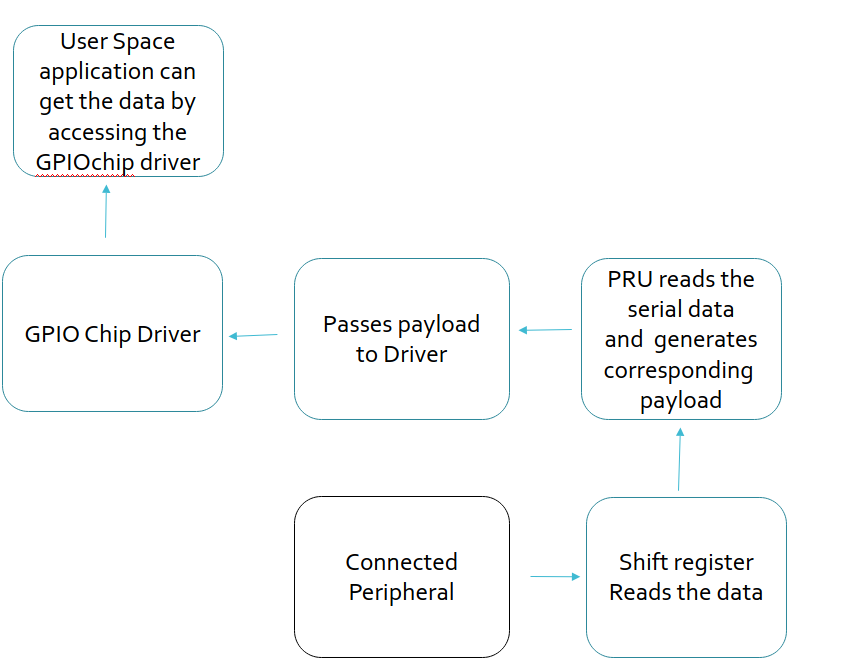 User Space
application can
get the data by
accessing the
GPIOchip driver
GPIO Chip Driver
Passes payload
to Driver
PRU reads the
serial data
and  generates
corresponding
payload
Connected
Peripheral
Shift register
Reads the data